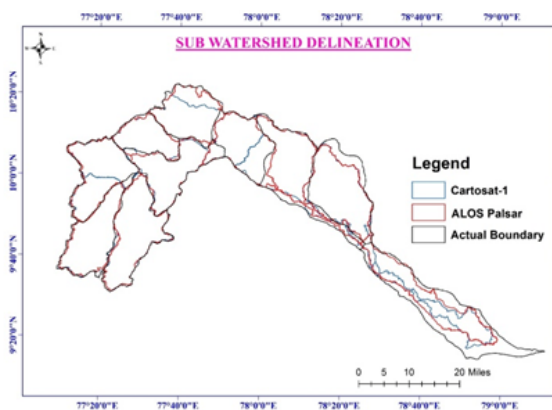 77°20'0"E 77°40'0"E 78°0'0"E 78°20'0"E 78°40'0"E 79°0'0"E
SUB WATERSHED DELINEATION
N
10°20'0"N
10°0'0"N
9°40'0"N
9°20'0"N
Legend
Cartosat-1
ALOS Palsar
Actual Boundary
0 5 10 20 Miles
77°20'0"E 77°40'0"E 78°0'0"E 78°20'0"E 78°40'0"E 79°0'0"E